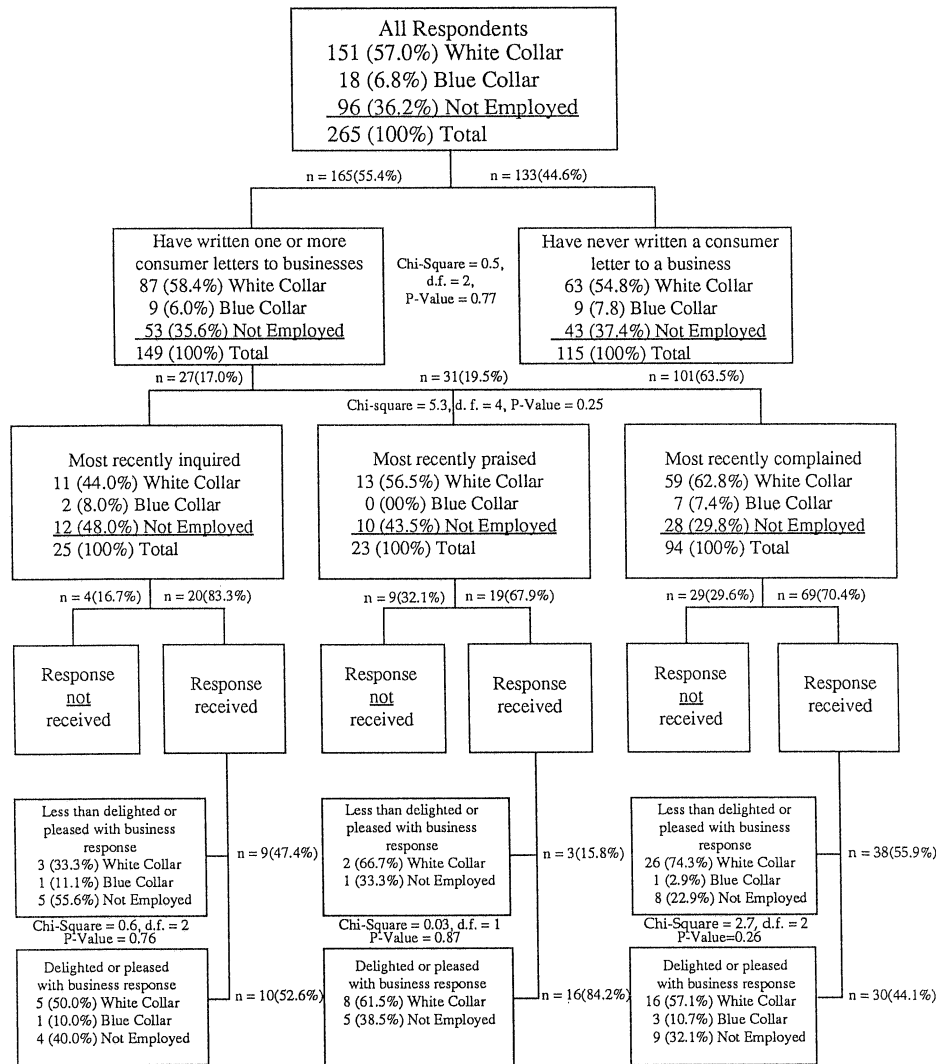 All Respondents
151 (57.0%) White Collar
18 (6.8%) Blue Collar
96 (36.2%) Not Employed
265 (100%) Total
n = 165(55.4%)
n = 133(44.6%)
Have written one or more
consumer letters to businesses
87 (58.4%) White Collar
9 (6.0%) Blue Collar
53 (35.6%) Not Employed
149 (100%) Total
Chi-Square = 0.5,
d.f. = 2,
P-Value = 0.77
Have never written a consumer
letter to a business
63 (54.8%) White Collar
9 (7.8) Blue Collar
43 (37.4%) Not Employed
115 (100%) Total
n = 27(17.0%)
n = 31(19.5%)
n = 101(63.5%)
Chi-square = 5.3, d. f. = 4, P-Value = 0.25
Most recently inquired
11 (44.0%) White Collar
2 (8.0%) Blue Collar
12 (48.0%) Not Employed
25 (100%) Total
Most recently praised
13 (56.5%) White Collar
0 (00%) Blue Collar
10 (43.5%) Not Employed
23 (100%) Total
Most recently complained
59 (62.8%) White Collar
7 (7.4%) Blue Collar
28 (29.8%) Not Employed
94 (100%) Total
n = 4(16.7%)
n = 20(83.3%)
n = 9(32.1%)
n = 19(67.9%)
n = 29(29.6%)
n = 69(70.4%)
Response
not
received
Response
received
Response
not
received
Response
received
Response
not
received
Response
received
Less than delighted or
pleased with business
response
3 (33.3%) White Collar
1 (11.1%) Blue Collar
5 (55.6%) Not Employed
n = 9(47.4%)
Less than delighted or
pleased with business
response
2 (66.7%) White Collar
1 (33.3%) Not Employed
n = 3(15.8%)
Less than delighted or
pleased with business
response
26 (74.3%) White Collar
1 (2.9%) Blue Collar
8 (22.9%) Not Employed
n = 38(55.9%)
Chi-Square = 0.6, d.f. = 2
P-Value = 0.76
Chi-Square = 0.03, d.f. = 1
P-Value = 0.87
Chi-Square = 2.7, d.f. = 2
P-Value=0.26
Delighted or pleased
with business response
5 (50.0%) White Collar
1 (10.0%) Blue Collar
4 (40.0%) Not Employed
n = 10(52.6%)
Delighted or pleased
with business response
8 (61.5%) White Collar
5 (38.5%) Not Employed
n = 16(84.2%)
Delighted or pleased
with business response
16 (57.1%) White Collar
3 (10.7%) Blue Collar
9 (32.1%) Not Employed
n = 30(44.1%)